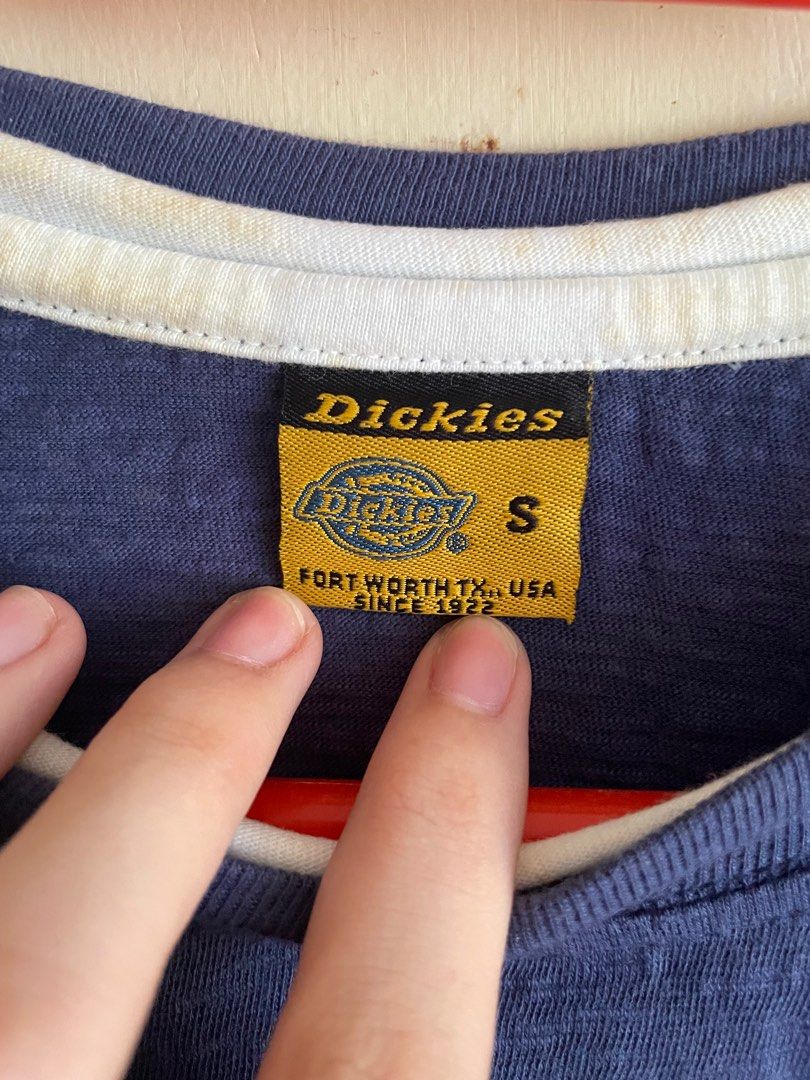 Dickies
Dickies®
S
FORT WORTH TX., USA
SINCE 1922